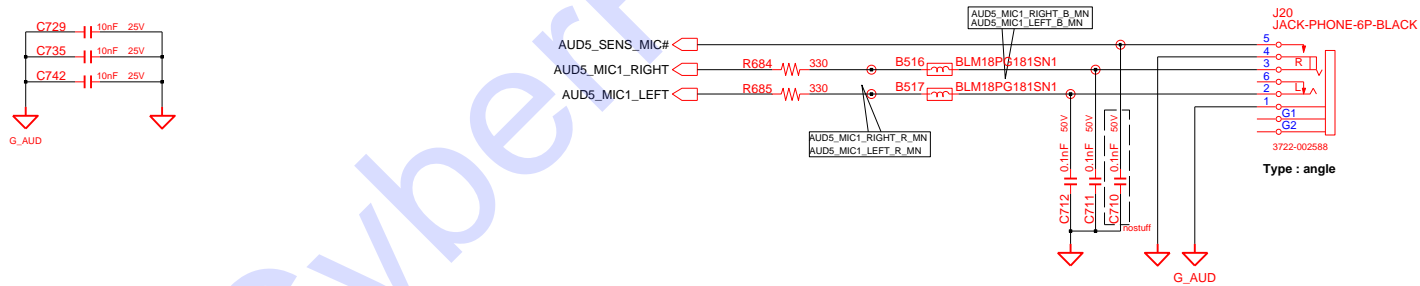 C729 10nF 25V
C735 10nF 25V
C742 10nF 25V
G_AUD
AUD5_SENS_MIC#
AUD5_MIC1_RIGHT
AUD5_MIC1_LEFT
R684 330
R685 330
B516 BLM18PG181SN1
B517 BLM18PG181SN1
AUD5_MIC1_RIGHT_B_MN
AUD5_MIC1_LEFT_B_MN
AUD5_MIC1_RIGHT_R_MN
AUD5_MIC1_LEFT_R_MN
C712 0.1nF 50V
C711 0.1nF 50V
C710 0.1nF 50V
nostuff
J20
JACK-PHONE-6P-BLACK
5
4
3 R
6
2 L
1
G1
G2
3722-002588
Type : angle
G_AUD